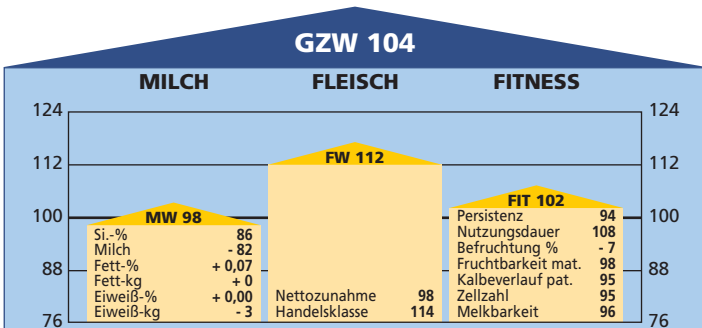 GZW 104
MILCH FLEISCH FITNESS
124 124
112 112
FW 112
FIT 102
100 100
MW 98
Si.-% 86
Milch - 82
Fett-% + 0,07
Fett-kg + 0
Eiweiß-% + 0,00
Eiweiß-kg - 3
Nettozunahme 98
Handelsklasse 114
Persistenz 94
Nutzungsdauer 108
Befruchtung % - 7
Fruchtbarkeit mat. 98
Kalbeverlauf pat. 95
Zellzahl 95
Melkbarkeit 96
88 88
76 76